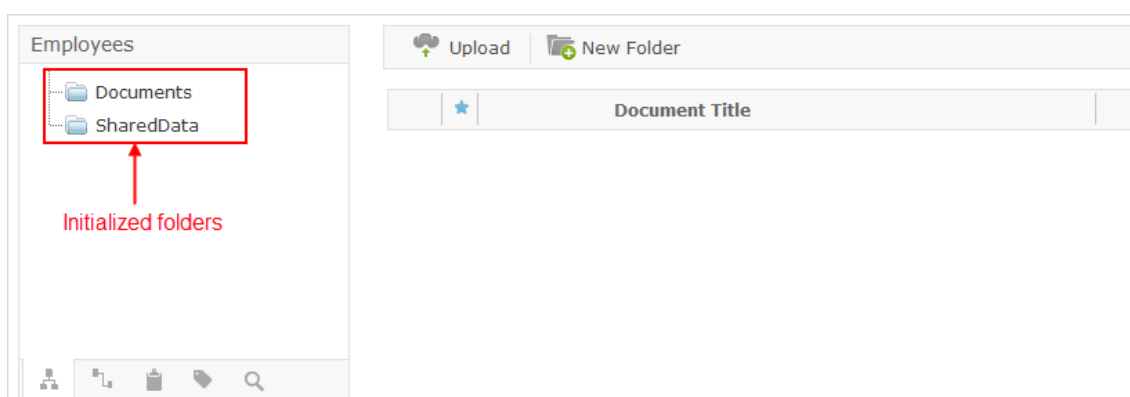 Employees
Upload
New Folder
Documents
SharedData
Document Title
Initialized folders